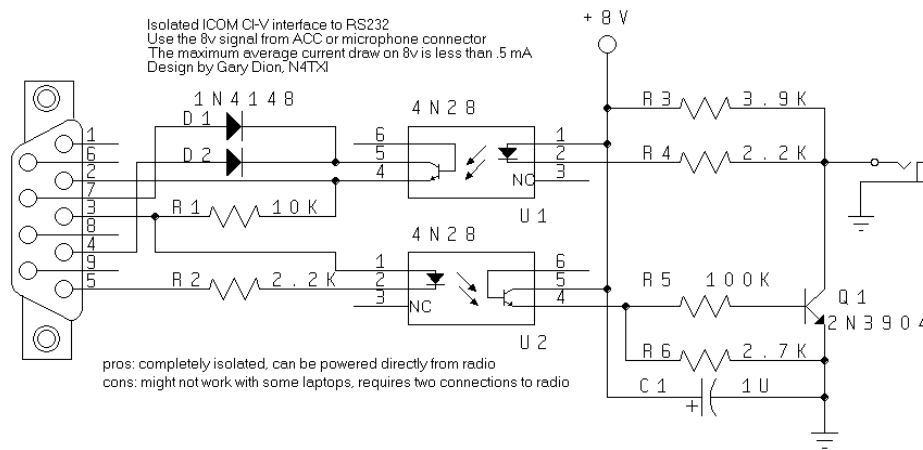 Isolated ICOM CI-V interface to RS232
Use the 8v signal from ACC or microphone connector
The maximum average current draw on 8v is less than .5 mA
Design by Gary Dion, N4TXI
+8V
1N4148
D1
D2
4N28
1
6
2
7
3
8
4
9
5
6
5
4
1
2
3
NC
U1
R1 10K
R2 2.2K
R3 3.9K
R4 2.2K
4N28
1
2
3
NC
6
5
4
U2
R5 100K
Q1
2N3904
R6 2.7K
C1 1U
+
pros: completely isolated, can be powered directly from radio
cons: might not work with some laptops, requires two connections to radio